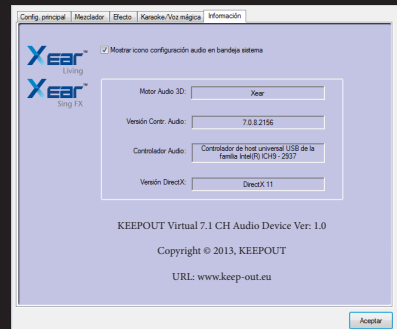 Config. principal Mezclador Efecto Karaoke/Voz mágica Información
Xear™
Living
Mostrar icono configuración audio en bandeja sistema
Xear™
Sing FX
Motor Audio 3D: Xear
Versión Contr. Audio: 7.0.8.2156
Controlador Audio: Controlador de host universal USB de la
familia Intel(R) ICH9 - 2937
Versión DirectX: DirectX 11
KEEPOUT Virtual 7.1 CH Audio Device Ver: 1.0
Copyright © 2013, KEEPOUT
URL: www.keep-out.eu
Aceptar